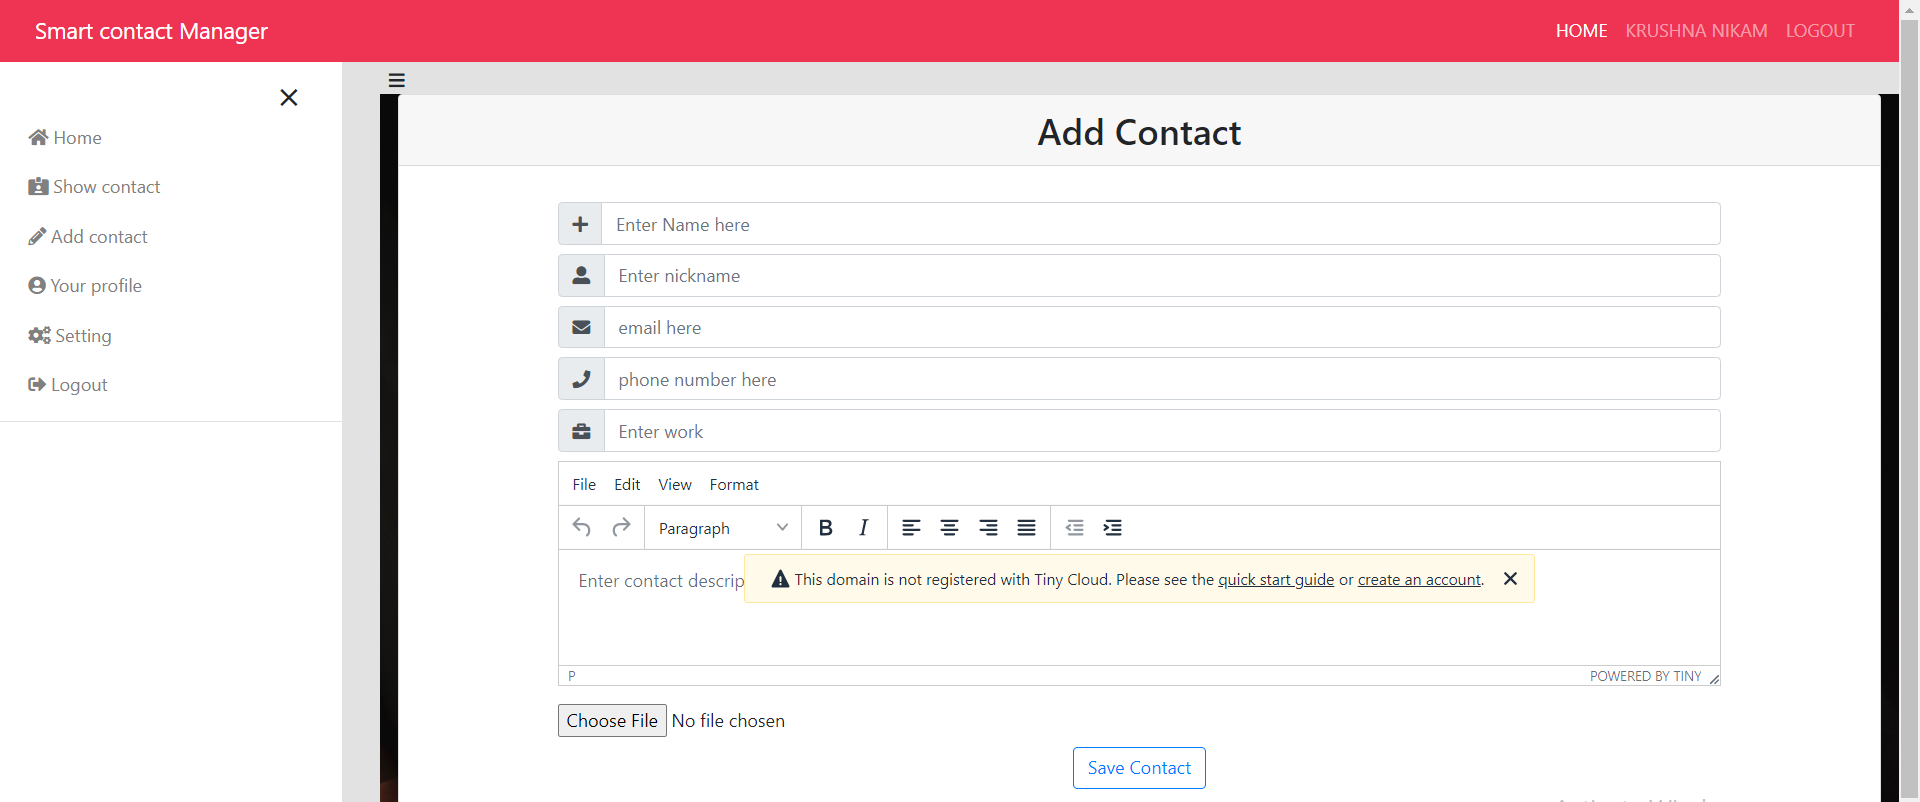 Smart contact Manager
HOME KRUSHNA NIKAM LOGOUT
Home
Show contact
Add contact
Your profile
Setting
Logout
Add Contact
Enter Name here
Enter nickname
email here
phone number here
Enter work
File Edit View Format
Paragraph B I
Enter contact
This domain is not registered with Tiny Cloud. Please see the quick start guide or create an account.
P POWERED BY TINY
Choose File No file chosen
Save Contact